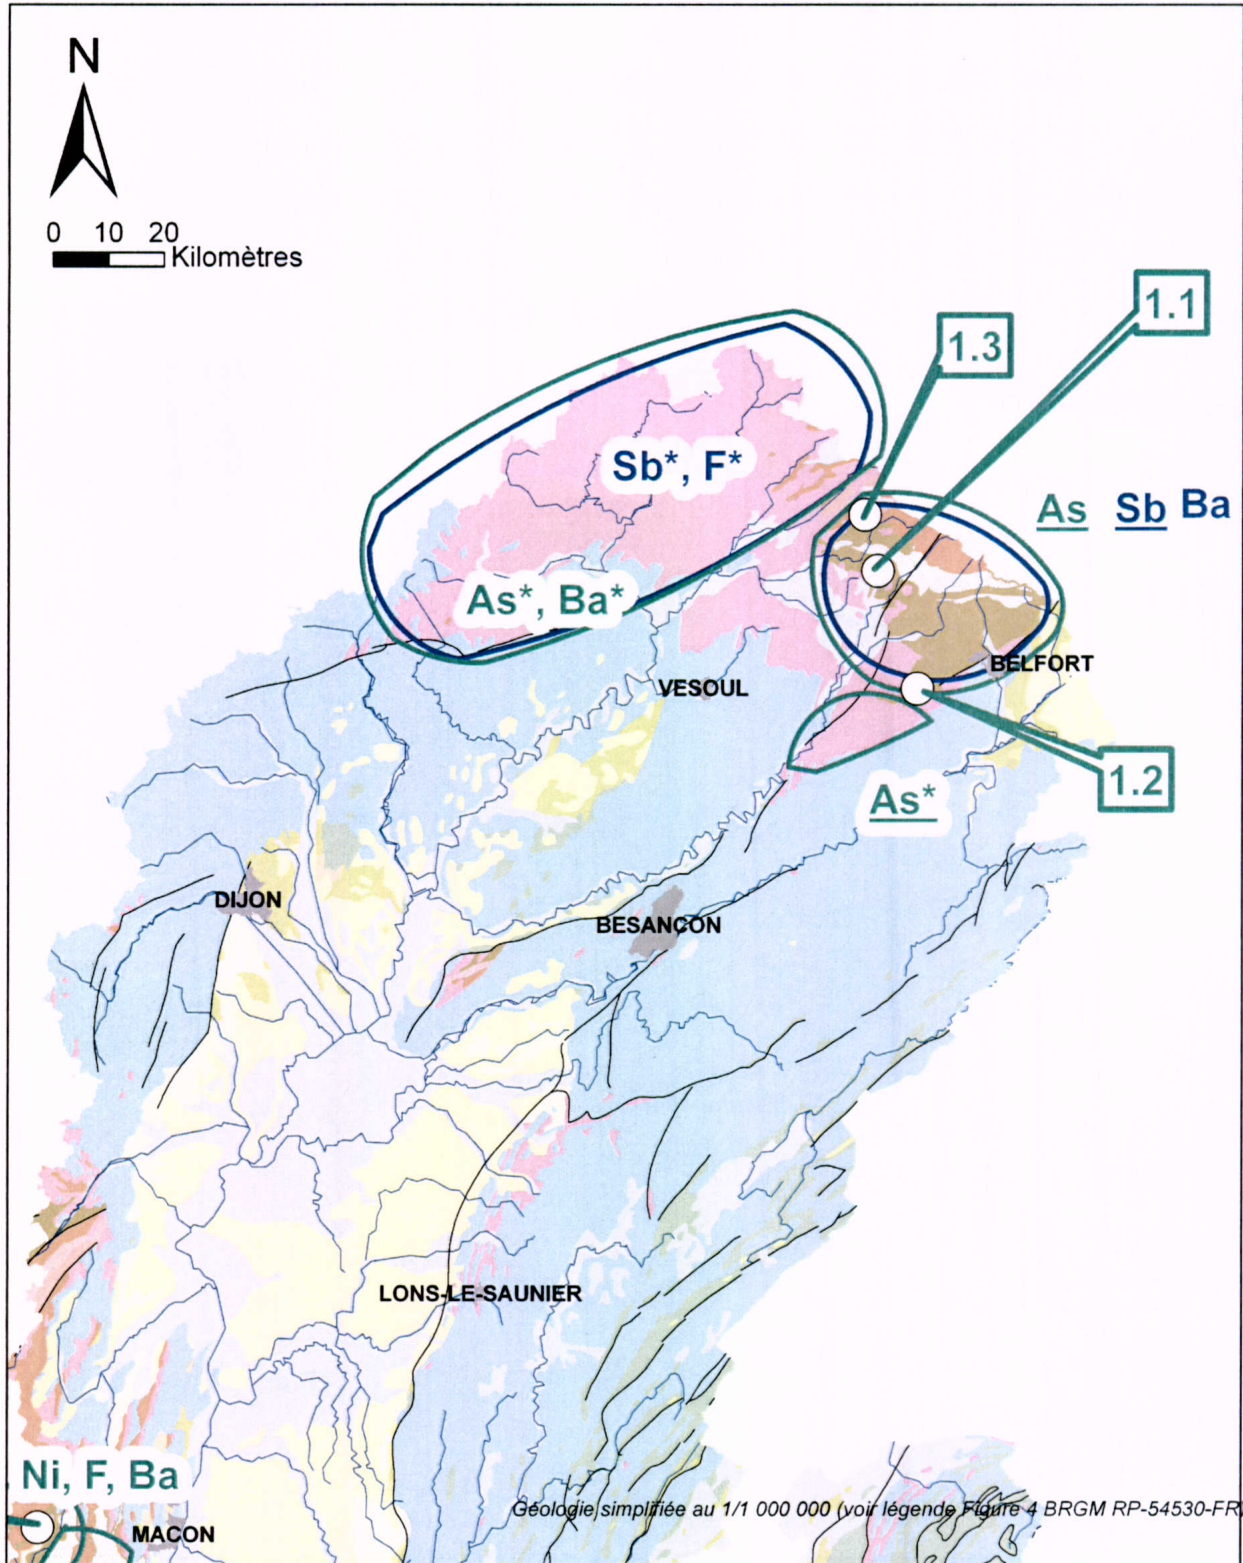 N
0 10 20
Kilomètres
1.1
1.3
Sb*, F*
As Sb Ba
As*, Ba*
BELFORT
VESOUL
1.2
As*
DIJON
BESANCON
LONS-LE-SAUNIER
Ni, F, Ba
Géologie simplifiée au 1/1 000 000 (voir légende Figure 4 BRGM RP-54530-FR)
MACON